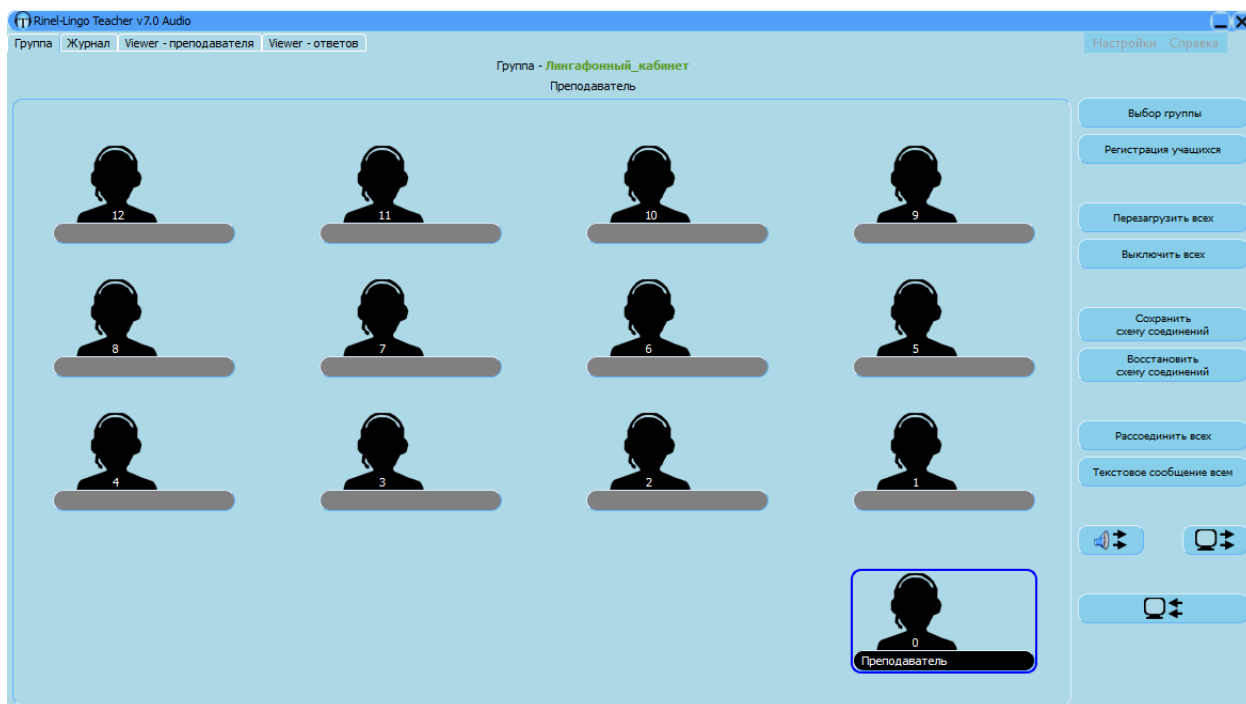 Rinel-Lingo Teacher v7.0 Audio
Группа Журнал Viewer - преподавателя Viewer - ответов Настройки Справка
Группа - Лингафонный_кабинет
Преподаватель
Выбор группы
Регистрация учащихся
12 11 10 9
Перезагрузить всех
Выключить всех
Сохранить
схему соединений
8 7 6 5
Восстановить
схему соединений
Рассоединить всех
Текстовое сообщение всем
4 3 2 1
0
Преподаватель